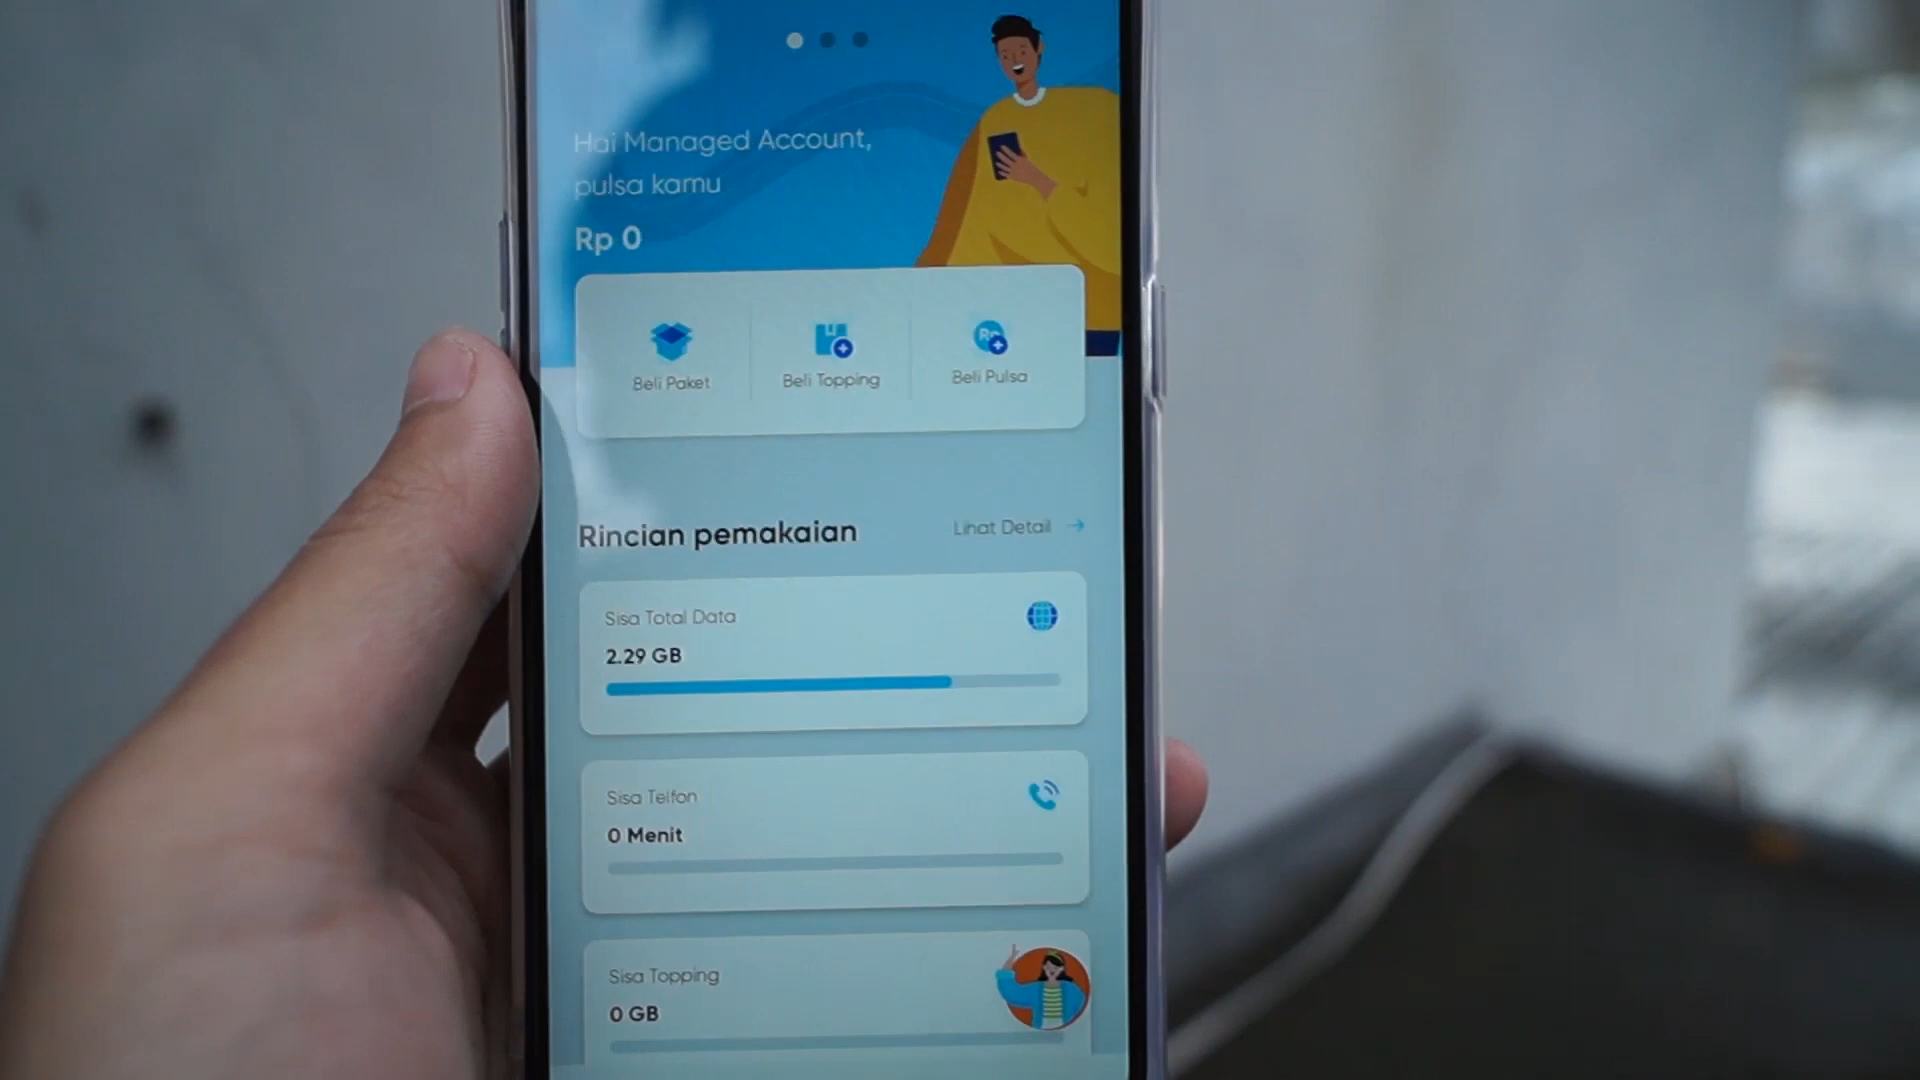 Hai Managed Account,
pulsa kamu
Rp 0
Beli Paket
Beli Topping
Beli Pulsa
Rincian pemakaian
Lihat Detail
Sisa Total Data
2.29 GB
Sisa Telfon
0 Menit
Sisa Topping
0 GB